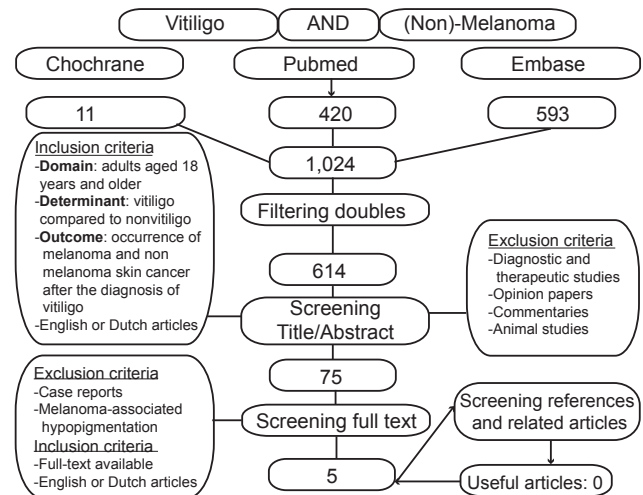 Vitiligo AND (Non)-Melanoma
Chochrane Pubmed Embase
11 420 593
1,024
Filtering doubles
614
Inclusion criteria
-Domain: adults aged 18
years and older
-Determinant: vitiligo
compared to nonvitiligo
-Outcome: occurrence of
melanoma and non
melanoma skin cancer
after the diagnosis of
vitiligo
-English or Dutch articles
Screening
Title/Abstract
Exclusion criteria
-Diagnostic and
therapeutic studies
-Opinion papers
-Commentaries
-Animal studies
75
Exclusion criteria
-Case reports
-Melanoma-associated
hypopigmentation
Inclusion criteria
-Full-text available
-English or Dutch articles
Screening full text
5
Screening references
and related articles
Useful articles: 0